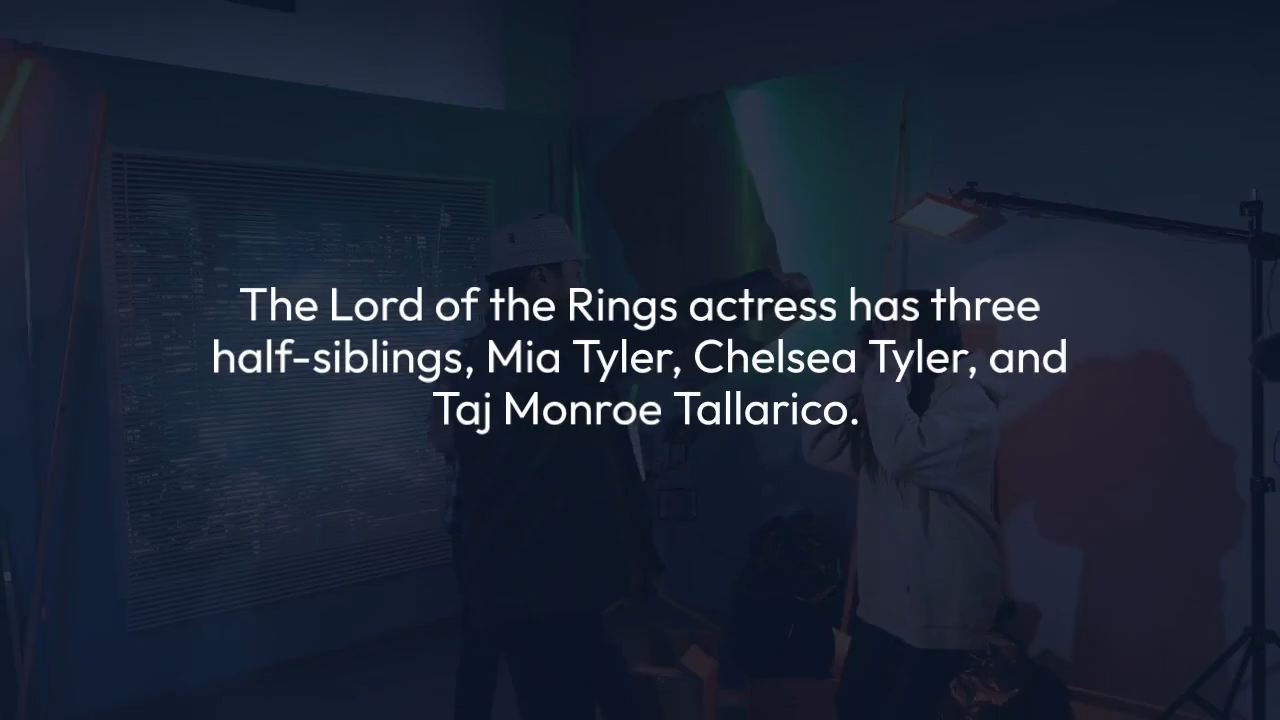 The Lord of the Rings actress has three
half-siblings, Mia Tyler, Chelsea Tyler, and
Taj Monroe Tallarico.